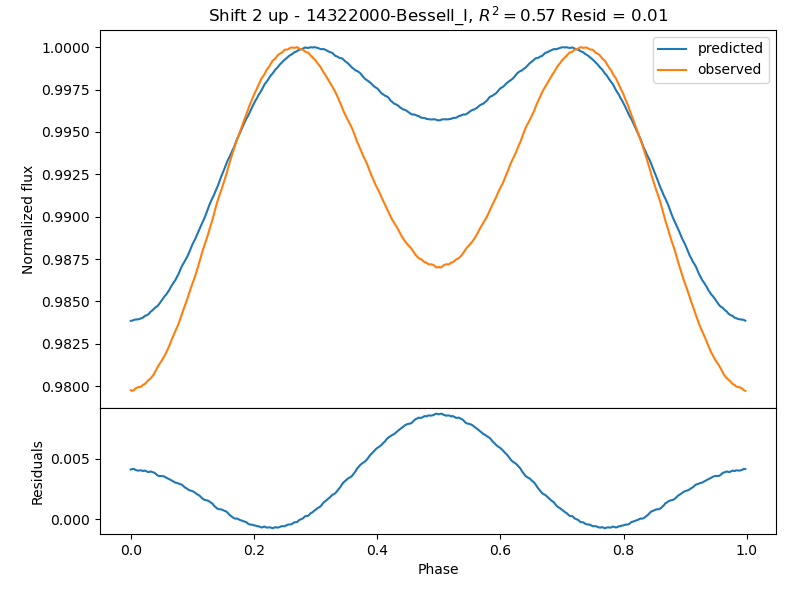 Shift 2 up - 14322000-Bessell_I, R² = 0.57 Resid = 0.01
predicted
observed
1.0000
0.9975
0.9950
0.9925
0.9900
0.9875
0.9850
0.9825
0.9800
Normalized flux
0.005
0.000
Residuals
0.0 0.2 0.4 0.6 0.8 1.0
Phase